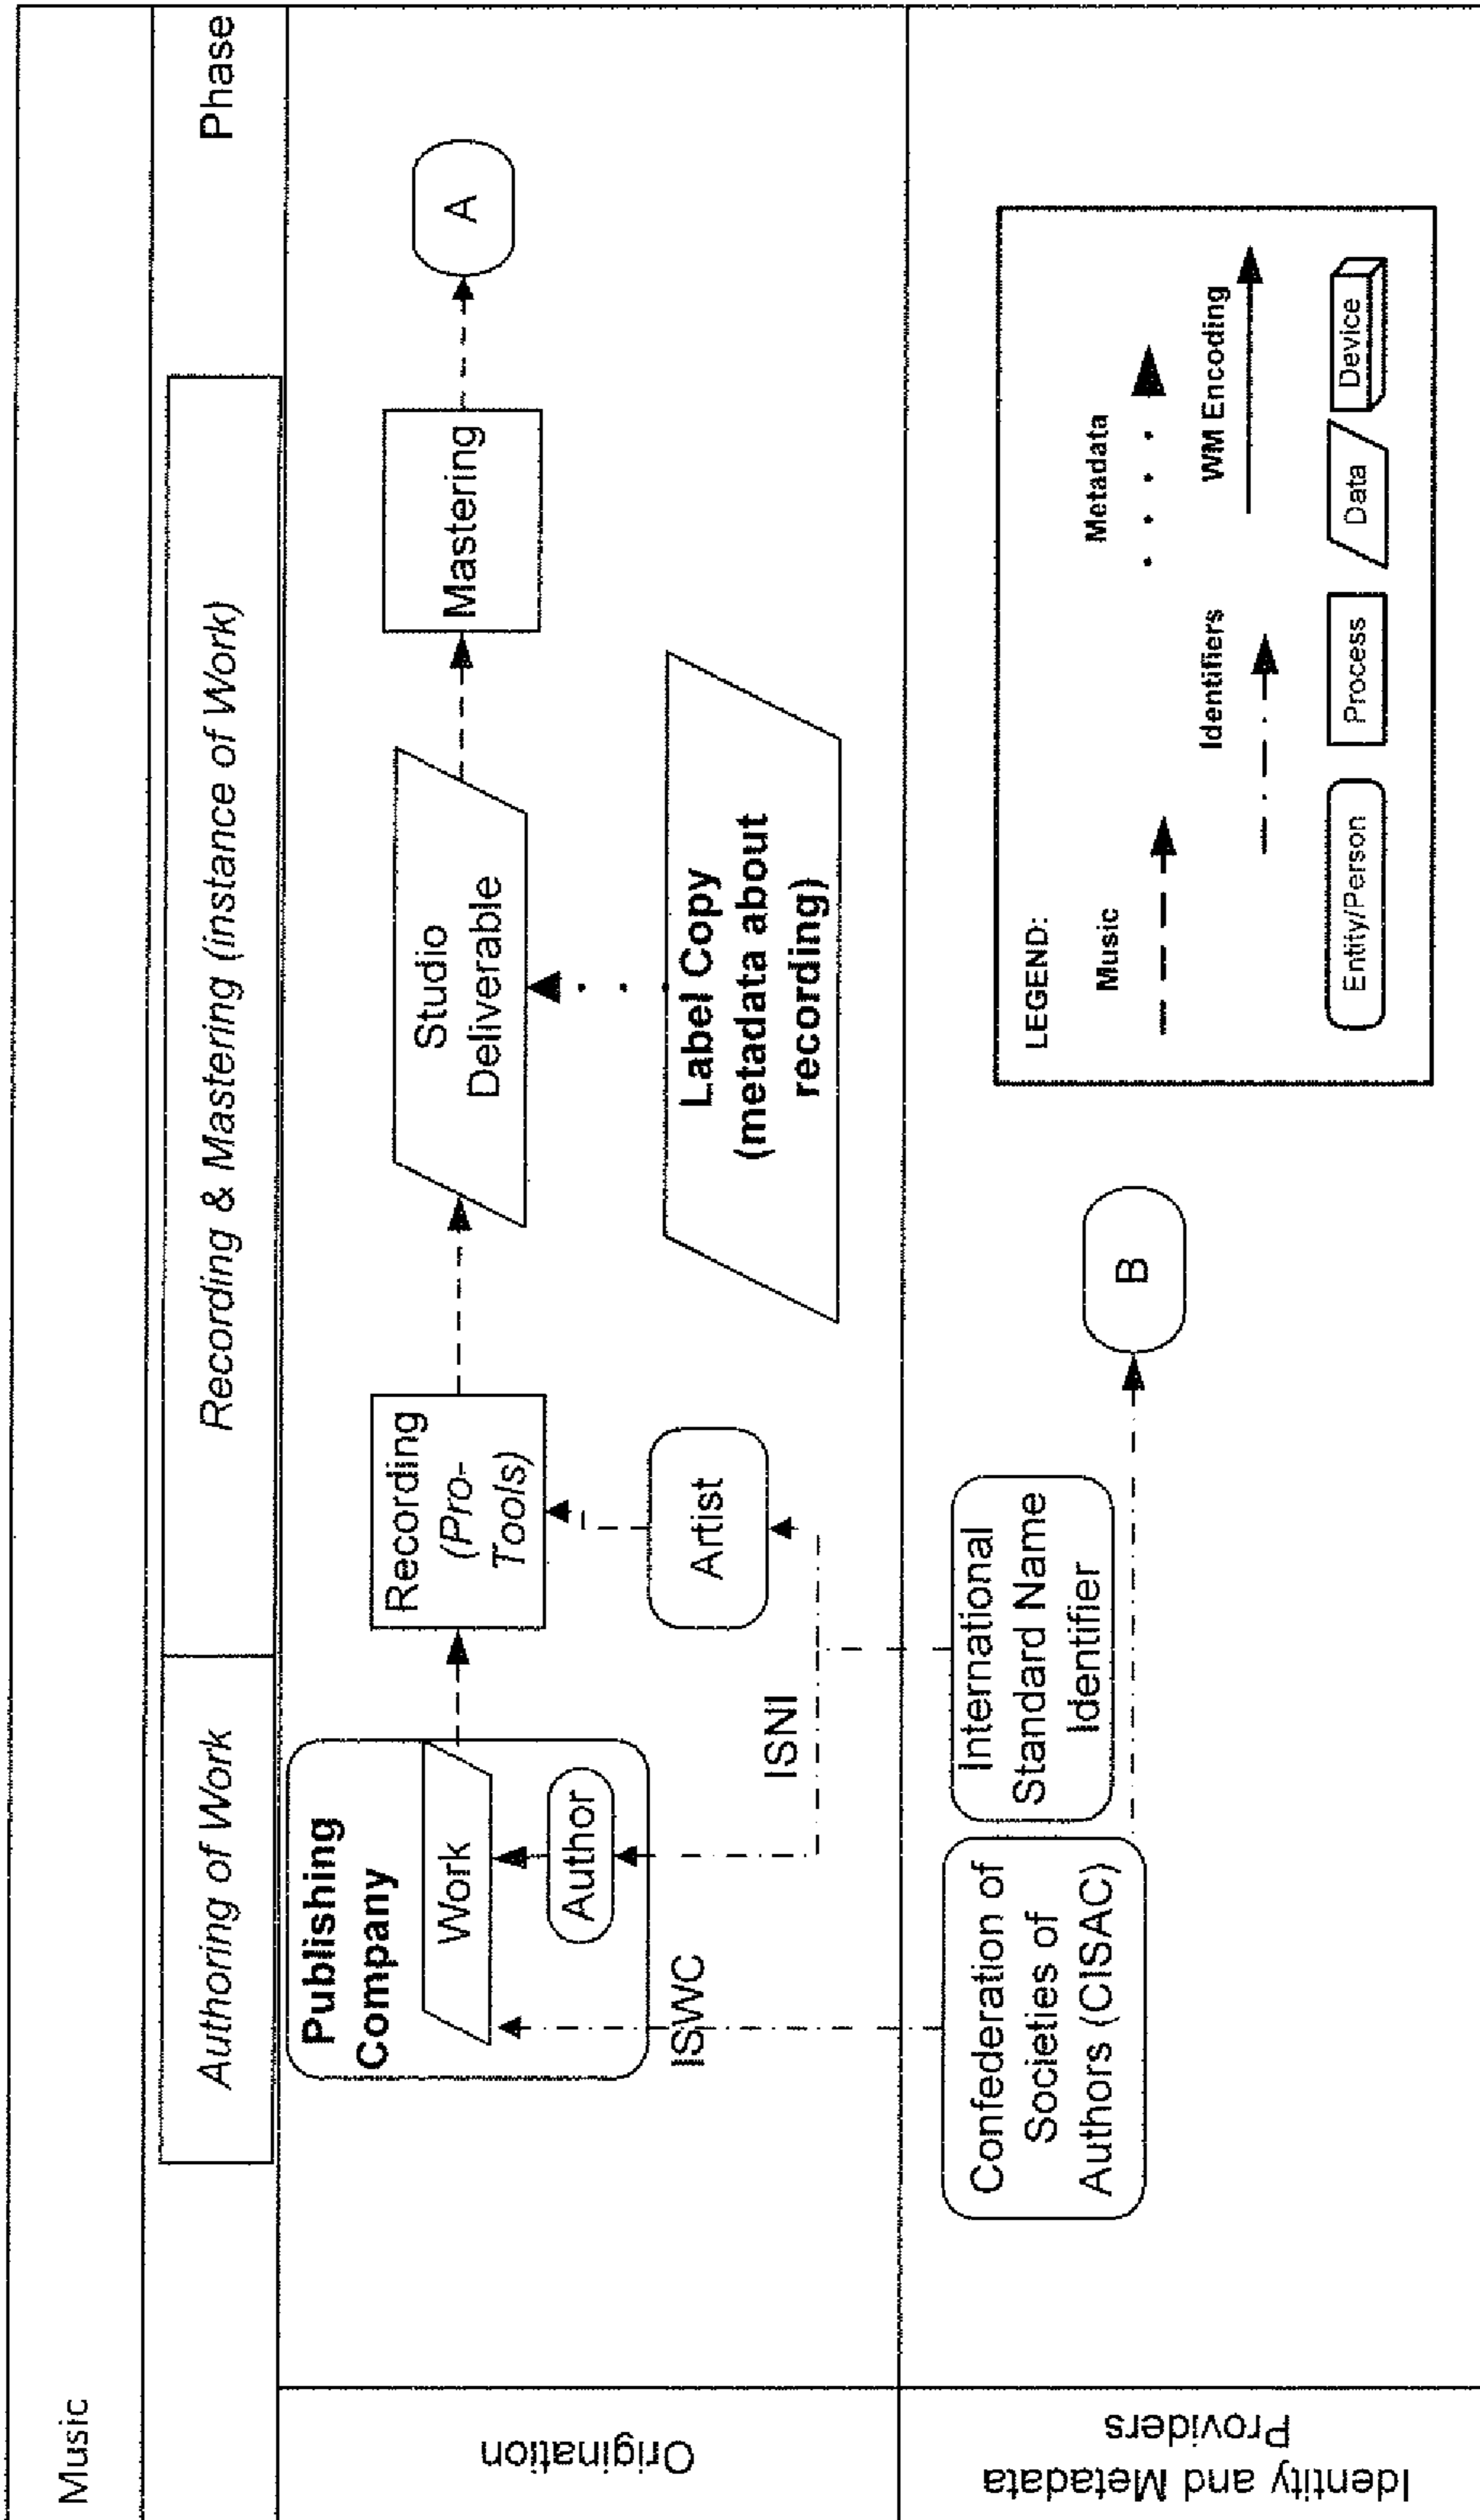 Music
Phase
Authoring of Work
Recording & Mastering (instance of Work)
Origination
Publishing
Company
Work
Author
Recording
(Pro-
Tools)
Artist
Studio
Deliverable
Label Copy
(metadata about
recording)
Mastering
A
ISWC
ISNI
Identity and Metadata
Providers
Confederation of
Societies of
Authors (CISAC)
International
Standard Name
Identifier
B
LEGEND:
Music
Metadata
Identifiers
WM Encoding
Entity/Person
Process
Data
Device